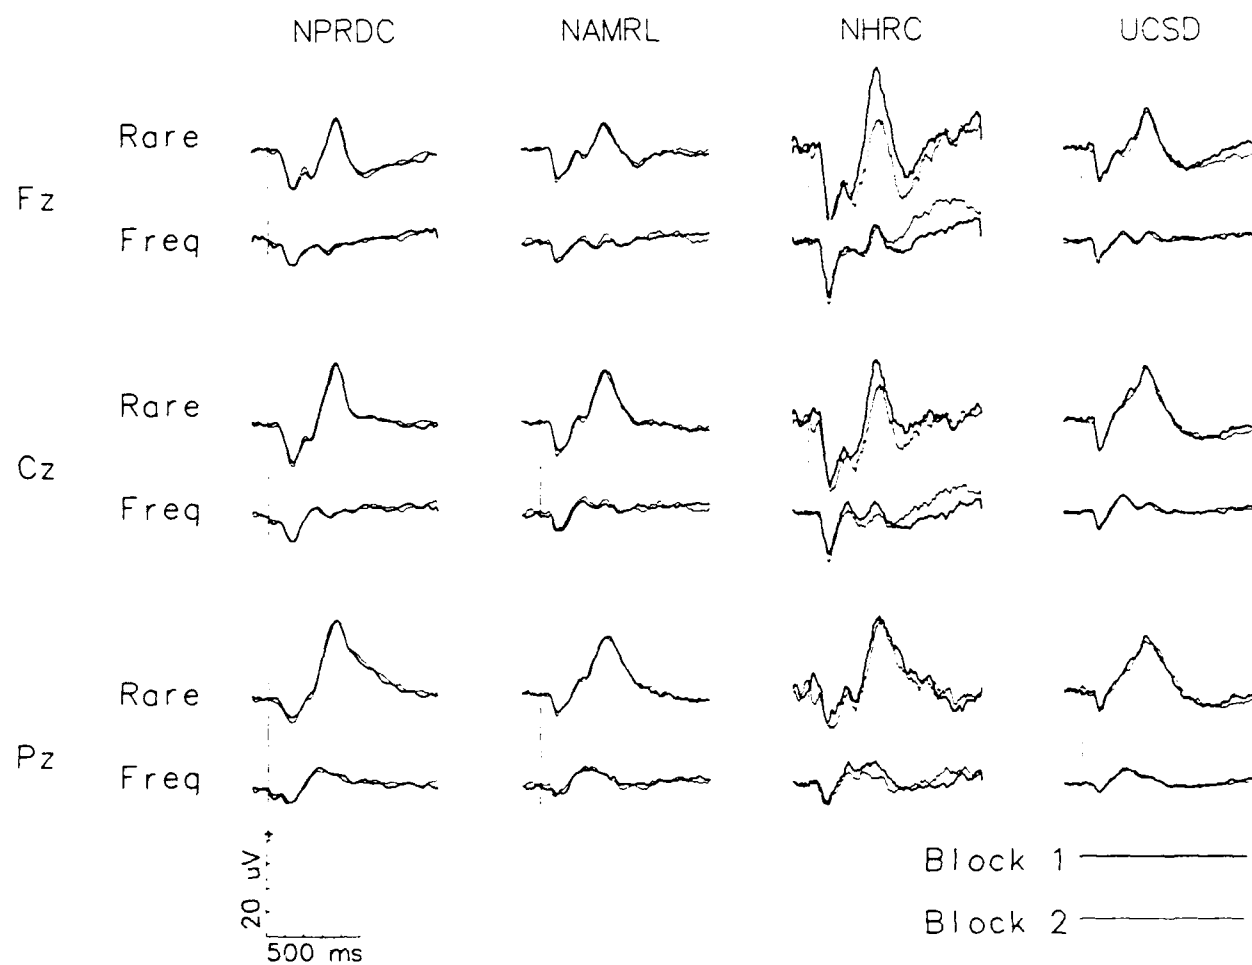 NPRDC NAMRL NHRC UCSD
Rare
Fz
Freq
Rare
Cz
Freq
Rare
Pz
Freq
+
20 uV
500 ms
Block 1
Block 2